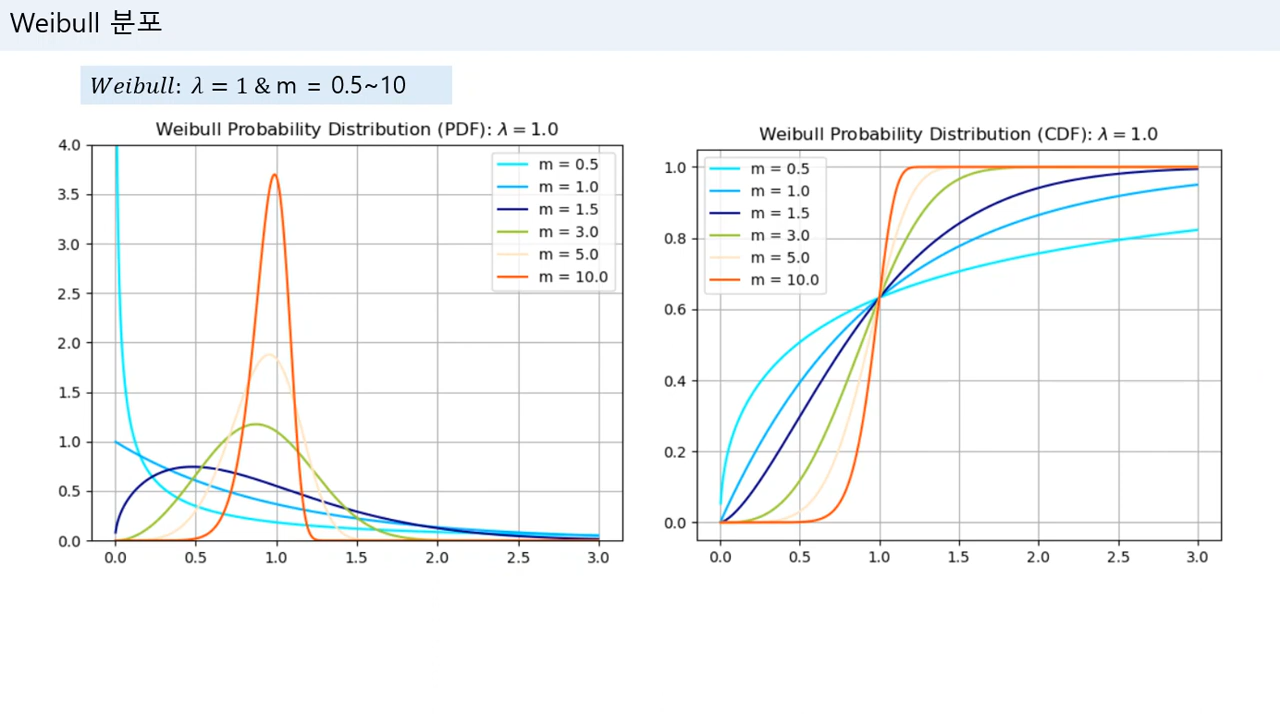 Weibull 분포
Weibull: λ = 1 & m = 0.5~10
Weibull Probability Distribution (PDF): λ = 1.0
4.0
3.5
3.0
2.5
2.0
1.5
1.0
0.5
0.0
m = 0.5
m = 1.0
m = 1.5
m = 3.0
m = 5.0
m = 10.0
0.0 0.5 1.0 1.5 2.0 2.5 3.0
Weibull Probability Distribution (CDF): λ = 1.0
1.0
0.8
0.6
0.4
0.2
0.0
m = 0.5
m = 1.0
m = 1.5
m = 3.0
m = 5.0
m = 10.0
0.0 0.5 1.0 1.5 2.0 2.5 3.0